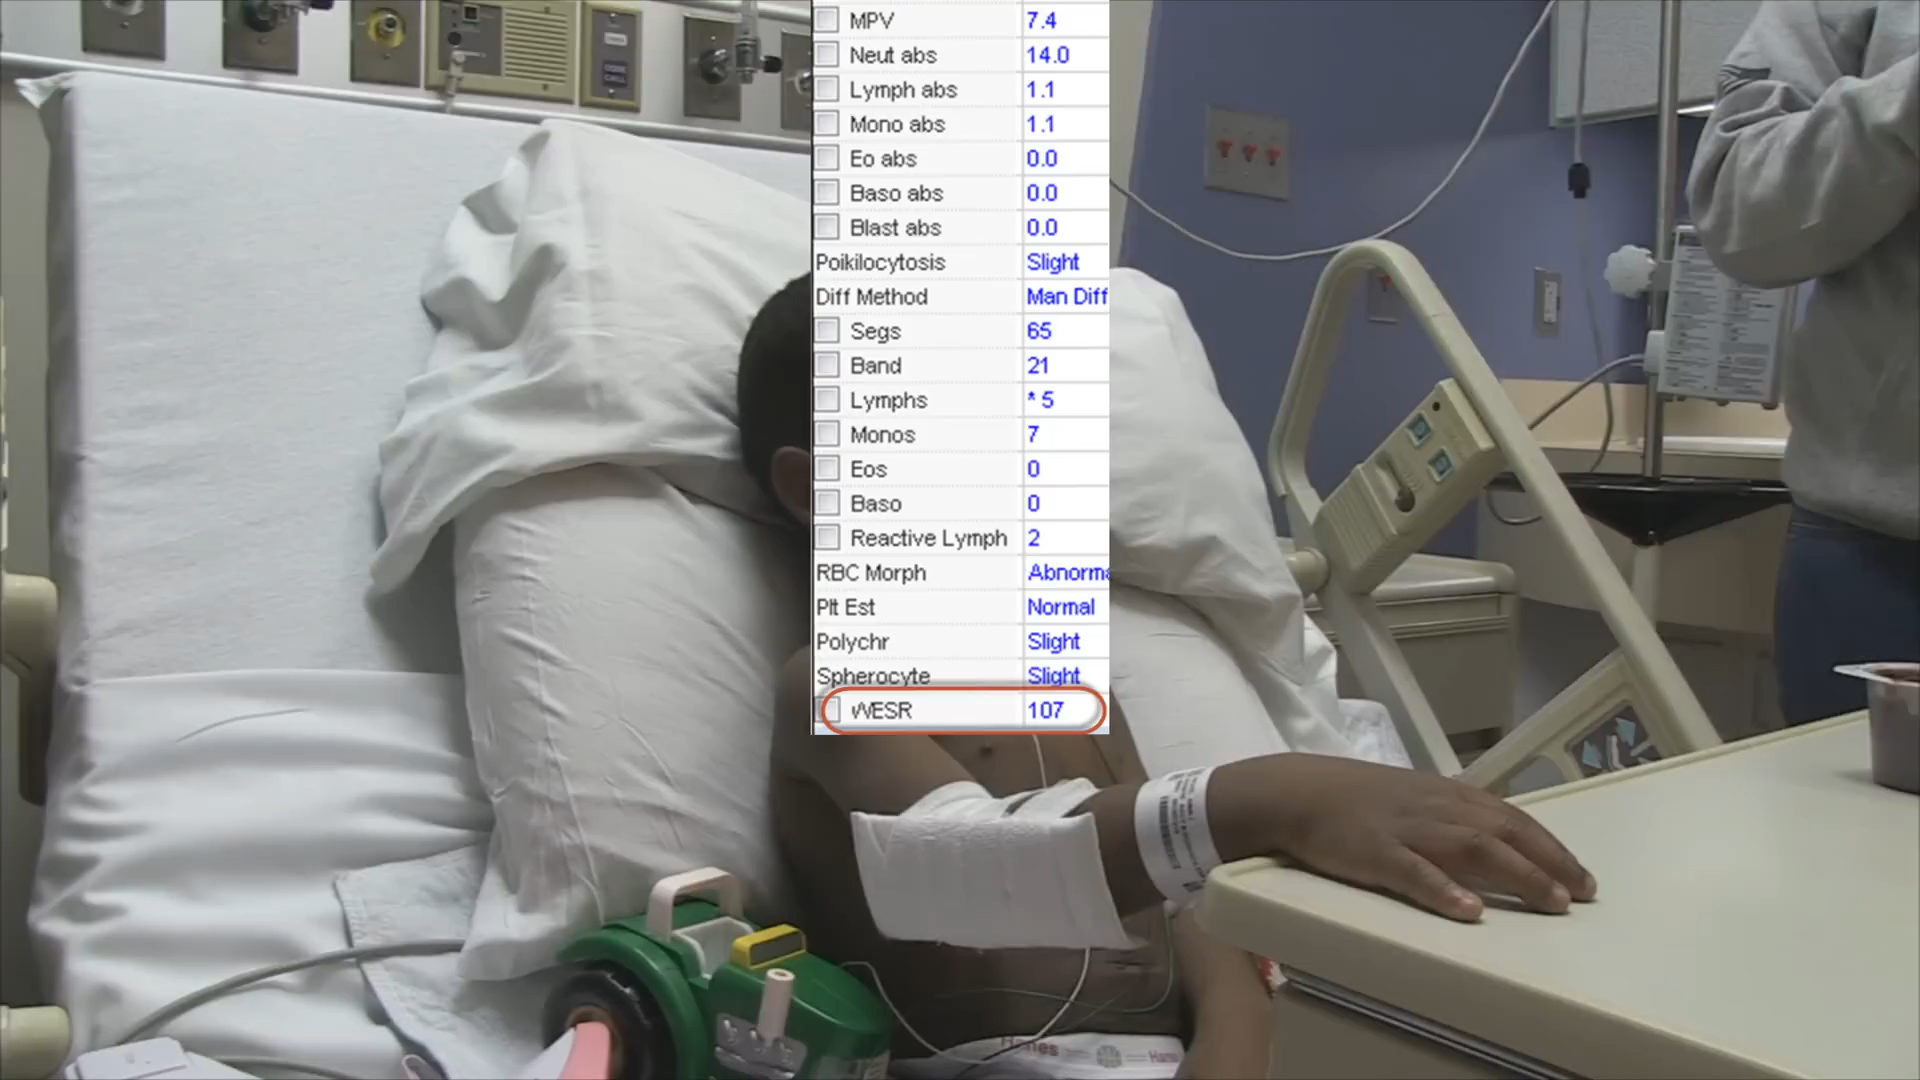 MPV 7.4
Neut abs 14.0
Lymph abs 1.1
Mono abs 1.1
Eo abs 0.0
Baso abs 0.0
Blast abs 0.0
Poikilocytosis Slight
Diff Method Man Diff
Segs 65
Band 21
Lymphs * 5
Monos 7
Eos 0
Baso 0
Reactive Lymph 2
RBC Morph Abnorma
Plt Est Normal
Polychr Slight
Spherocyte Slight
WESR 107
Hanes